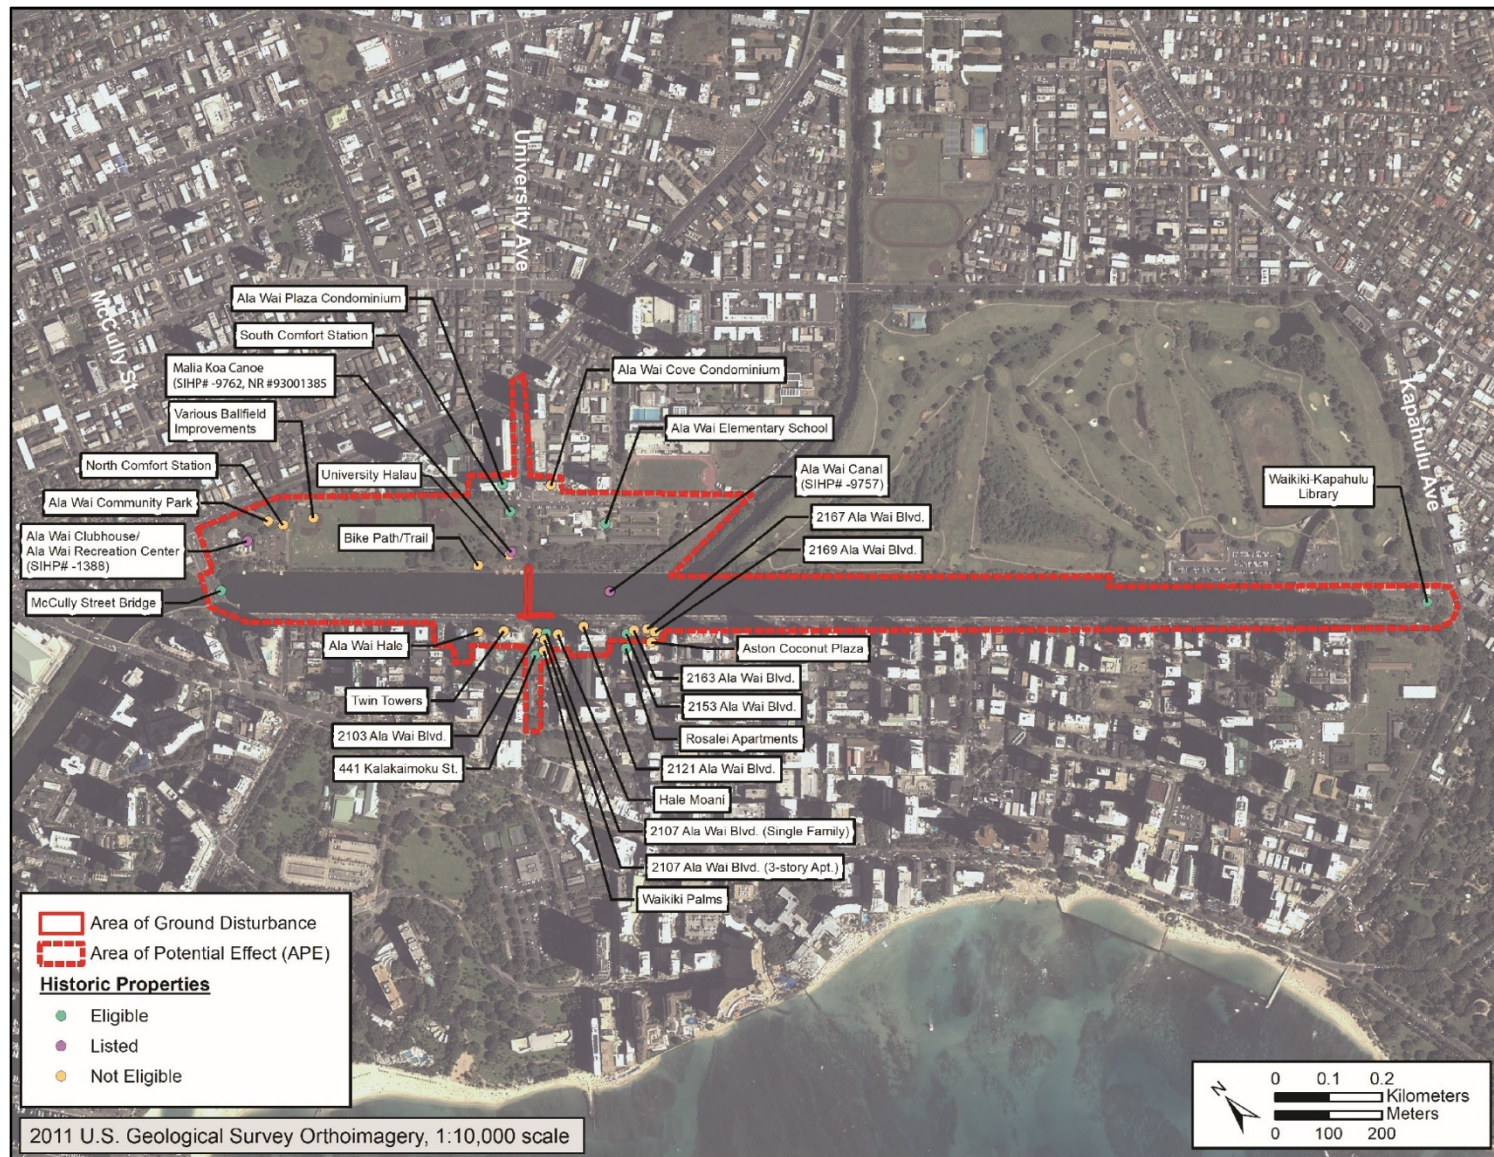 University Ave
McCully St
Kapahulu Ave
Ala Wai Plaza Condominium
South Comfort Station
Malia Koa Canoe
(SIHP# -9762, NR #93001385
Various Ballfield
Improvements
North Comfort Station
University Halau
Ala Wai Community Park
Ala Wai Clubhouse/
Ala Wai Recreation Center
(SIHP# -1388)
Bike Path/Trail
McCully Street Bridge
Ala Wai Cove Condominium
Ala Wai Elementary School
Ala Wai Canal
(SIHP# -9757)
2167 Ala Wai Blvd.
2169 Ala Wai Blvd.
Waikiki-Kapahulu
Library
Ala Wai Hale
Twin Towers
2103 Ala Wai Blvd.
441 Kalakaimoku St.
Aston Coconut Plaza
2163 Ala Wai Blvd.
2153 Ala Wai Blvd.
Rosalei Apartments
2121 Ala Wai Blvd.
Hale Moani
2107 Ala Wai Blvd. (Single Family)
2107 Ala Wai Blvd. (3-story Apt.)
Waikiki Palms
Area of Ground Disturbance
Area of Potential Effect (APE)
Historic Properties
Eligible
Listed
Not Eligible
2011 U.S. Geological Survey Orthoimagery, 1:10,000 scale
N
0 0.1 0.2
Kilometers
Meters
0 100 200